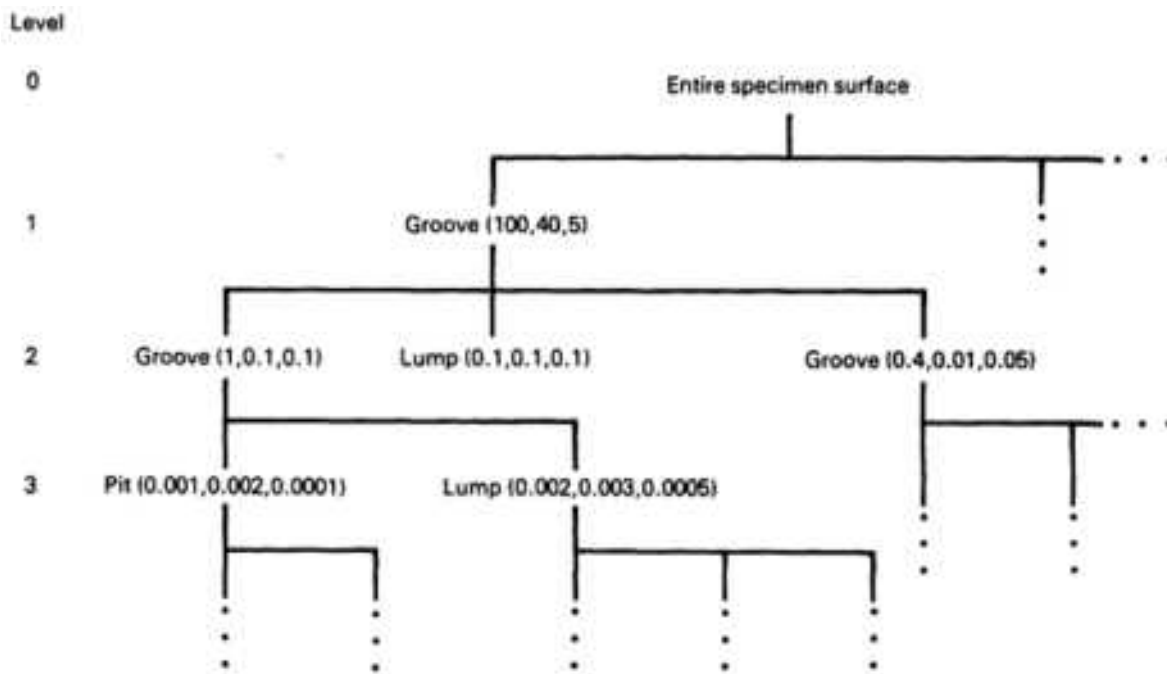 Level
0
Entire specimen surface
1
Groove (100,40,5)
2
Groove (1,0.1,0.1)
Lump (0.1,0.1,0.1)
Groove (0.4,0.01,0.05)
3
Pit (0.001,0.002,0.0001)
Lump (0.002,0.003,0.0005)